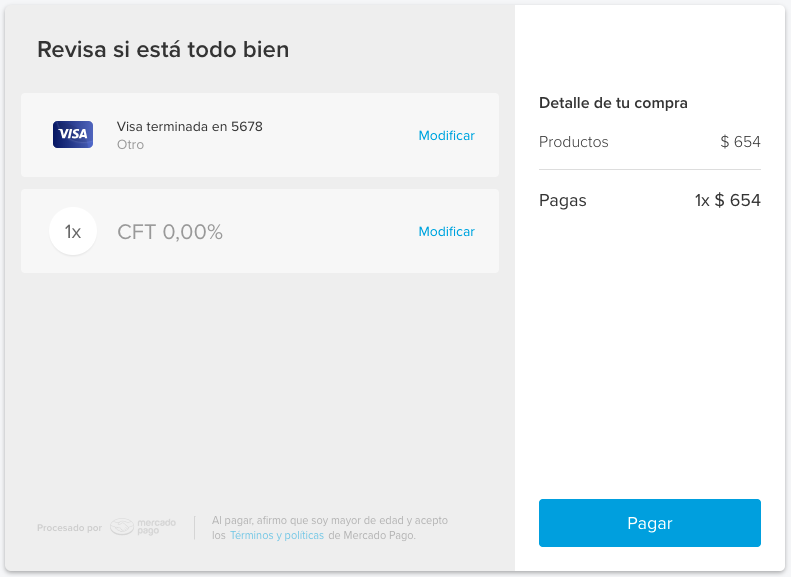 Revisa si está todo bien
VISA
Visa terminada en 5678
Otro
Modificar
1x
CFT 0,00%
Modificar
Procesado por
mercado
pago
Al pagar, afirmo que soy mayor de edad y acepto
los Términos y políticas de Mercado Pago.
Detalle de tu compra
Productos $ 654
Pagas 1x $ 654
Pagar